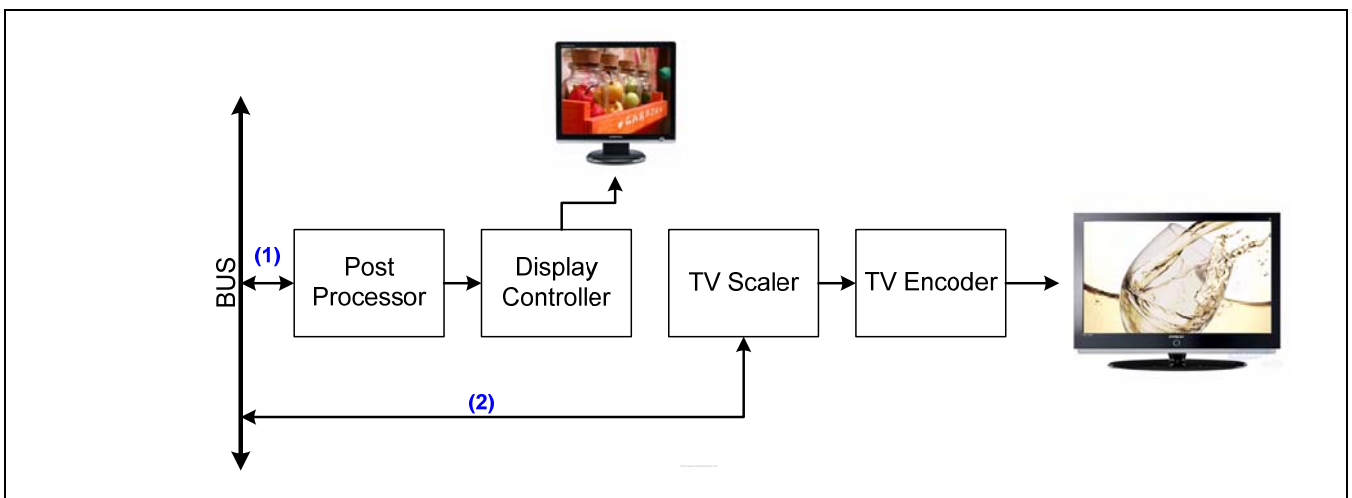 BUS
(1)
Post
Processor
Display
Controller
TV Scaler
TV Encoder
(2)